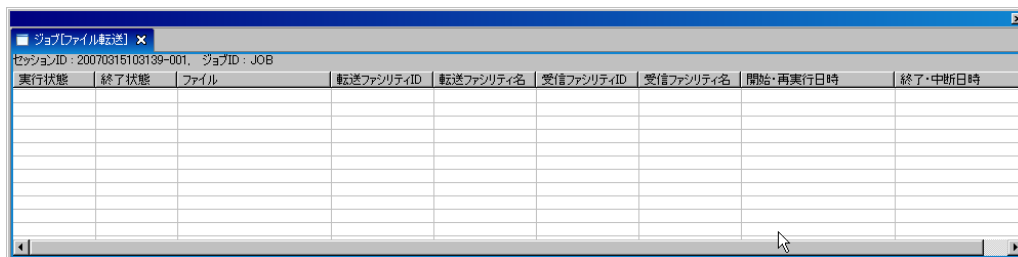 ジョブ[ファイル転送]
セッションID : 20070315103139-001, ジョブID : JOB
実行状態 終了状態 ファイル 転送ファシリティID 転送ファシリティ名 受信ファシリティID 受信ファシリティ名 開始・再実行日時 終了・中断日時